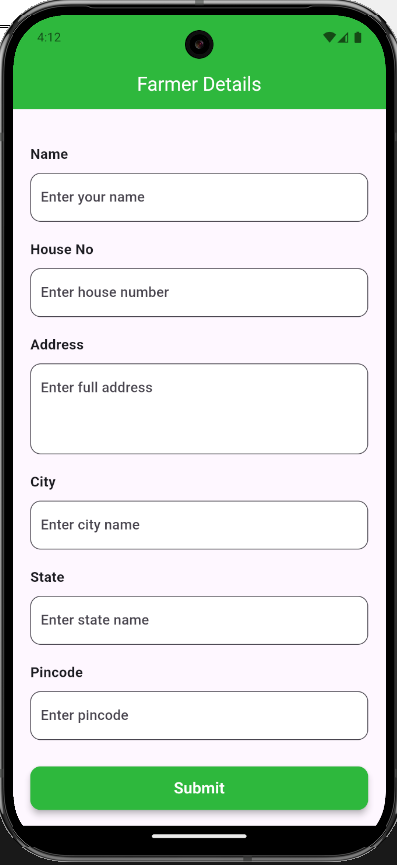 4:12
Farmer Details
Name
Enter your name
House No
Enter house number
Address
Enter full address
City
Enter city name
State
Enter state name
Pincode
Enter pincode
Submit